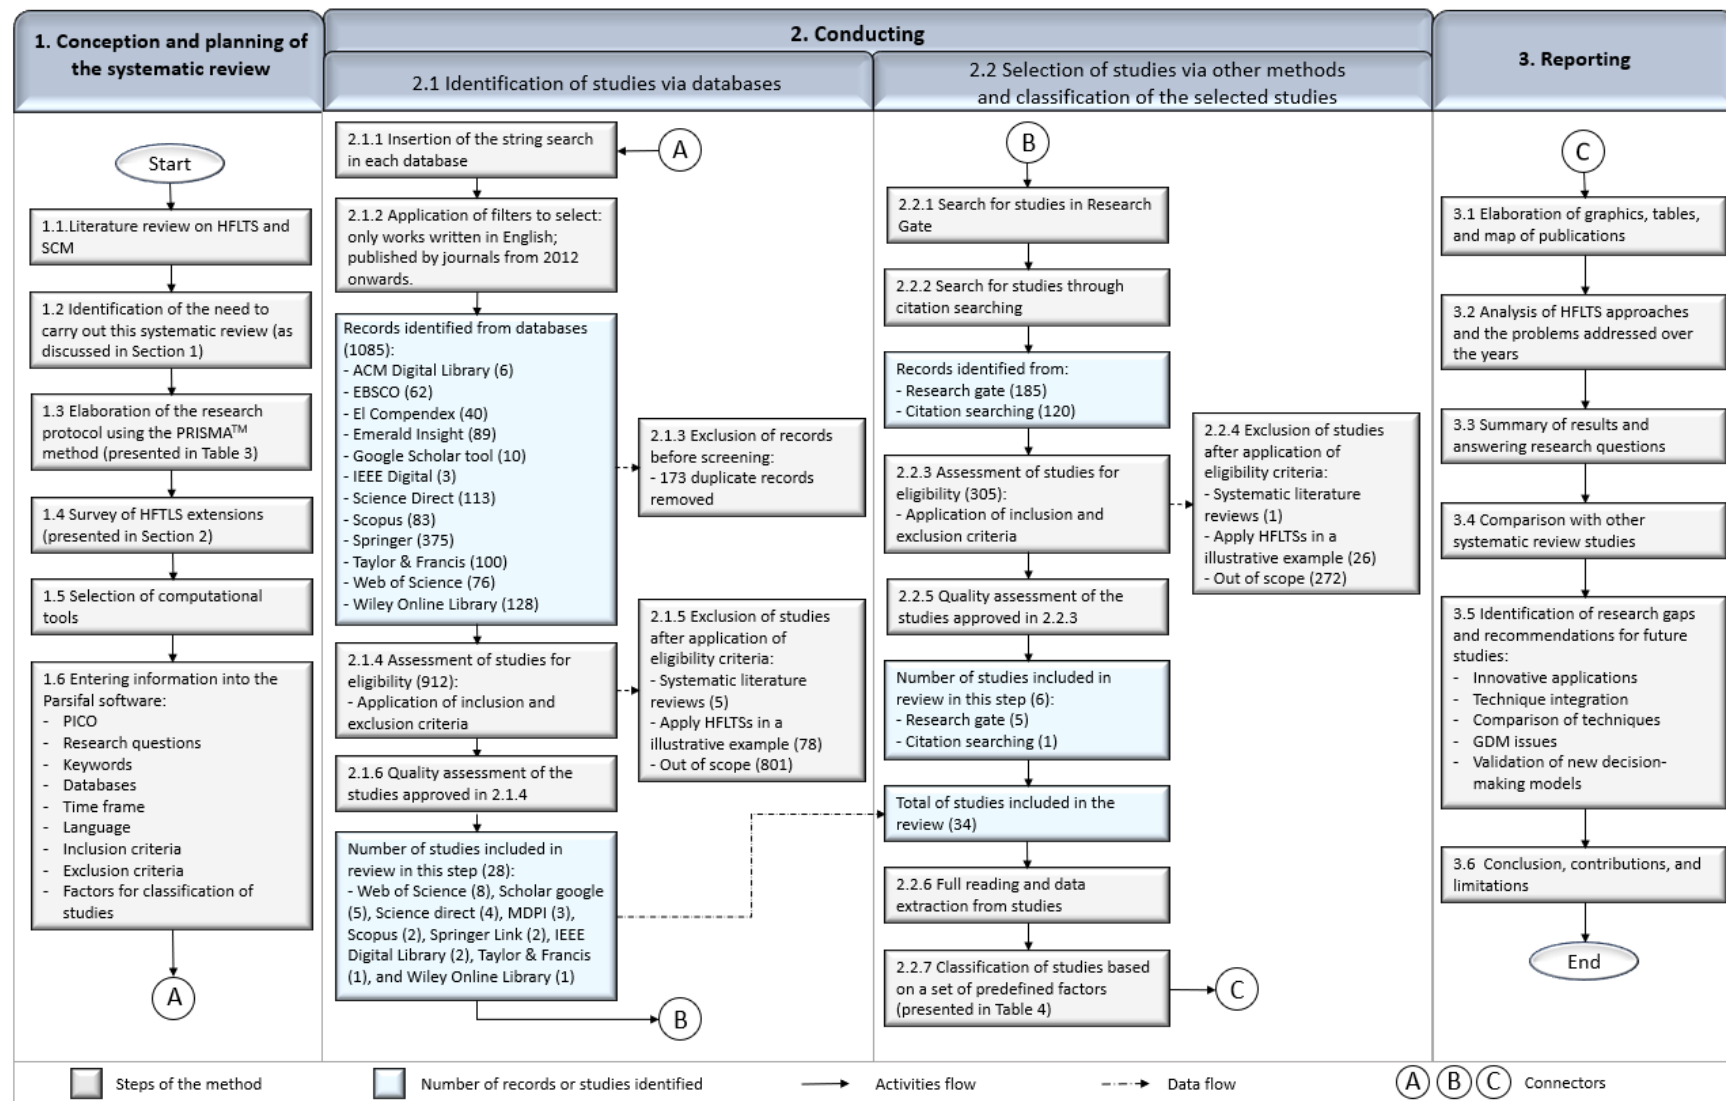 1. Conception and planning of
the systematic review
2. Conducting
2.1 Identification of studies via databases
2.2 Selection of studies via other methods
and classification of the selected studies
3. Reporting
Start
1.1.Literature review on HFLTS and
SCM
1.2 Identification of the need to
carry out this systematic review (as
discussed in Section 1)
1.3 Elaboration of the research
protocol using the PRISMA™
method (presented in Table 3)
1.4 Survey of HFTLS extensions
(presented in Section 2)
1.5 Selection of computational
tools
1.6 Entering information into the
Parsifal software:
- PICO
- Research questions
- Keywords
- Databases
- Time frame
- Language
- Inclusion criteria
- Exclusion criteria
- Factors for classification of
studies
A
2.1.1 Insertion of the string search
in each database
A
2.1.2 Application of filters to select:
only works written in English;
published by journals from 2012
onwards.
Records identified from databases
(1085):
- ACM Digital Library (6)
- EBSCO (62)
- El Compendex (40)
- Emerald Insight (89)
- Google Scholar tool (10)
- IEEE Digital (3)
- Science Direct (113)
- Scopus (83)
- Springer (375)
- Taylor & Francis (100)
- Web of Science (76)
- Wiley Online Library (128)
2.1.3 Exclusion of records
before screening:
- 173 duplicate records
removed
2.1.4 Assessment of studies for
eligibility (912):
- Application of inclusion and
exclusion criteria
2.1.5 Exclusion of studies
after application of
eligibility criteria:
- Systematic literature
reviews (5)
- Apply HFLTSs in a
illustrative example (78)
- Out of scope (801)
2.1.6 Quality assessment of the
studies approved in 2.1.4
Number of studies included in
review in this step (28):
- Web of Science (8), Scholar google
(5), Science direct (4), MDPI (3),
Scopus (2), Springer Link (2), IEEE
Digital Library (2), Taylor & Francis
(1), and Wiley Online Library (1)
B
B
2.2.1 Search for studies in Research
Gate
2.2.2 Search for studies through
citation searching
Records identified from:
- Research gate (185)
- Citation searching (120)
2.2.3 Assessment of studies for
eligibility (305):
- Application of inclusion and
exclusion criteria
2.2.4 Exclusion of studies
after application of
eligibility criteria:
- Systematic literature
reviews (1)
- Apply HFLTSs in a
illustrative example (26)
- Out of scope (272)
2.2.5 Quality assessment of the
studies approved in 2.2.3
Number of studies included in
review in this step (6):
- Research gate (5)
- Citation searching (1)
Total of studies included in the
review (34)
2.2.6 Full reading and data
extraction from studies
2.2.7 Classification of studies based
on a set of predefined factors
(presented in Table 4)
C
C
3.1 Elaboration of graphics, tables,
and map of publications
3.2 Analysis of HFLTS approaches
and the problems addressed over
the years
3.3 Summary of results and
answering research questions
3.4 Comparison with other
systematic review studies
3.5 Identification of research gaps
and recommendations for future
studies:
- Innovative applications
- Technique integration
- Comparison of techniques
- GDM issues
- Validation of new decision-
making models
3.6 Conclusion, contributions, and
limitations
End
Steps of the method
Number of records or studies identified
Activities flow
Data flow
A B C Connectors